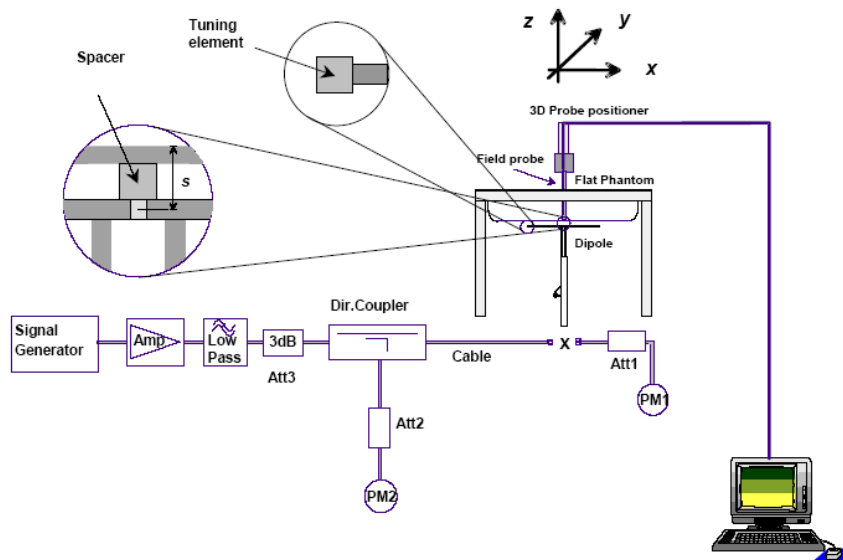 Tuning
element
Spacer
z
y
x
3D Probe positioner
s
Field probe
Flat Phantom
Dipole
Dir.Coupler
Signal
Generator
Amp
Low
Pass
3dB
Att3
Cable
X
Att1
PM1
Att2
PM2